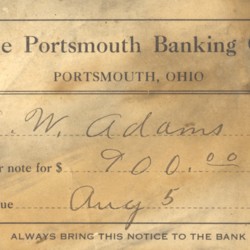 e Portsmouth Banking C
PORTSMOUTH, OHIO
. W. Adams
r note for $ 900.00
ue Aug 5
ALWAYS BRING THIS NOTICE TO THE BANK